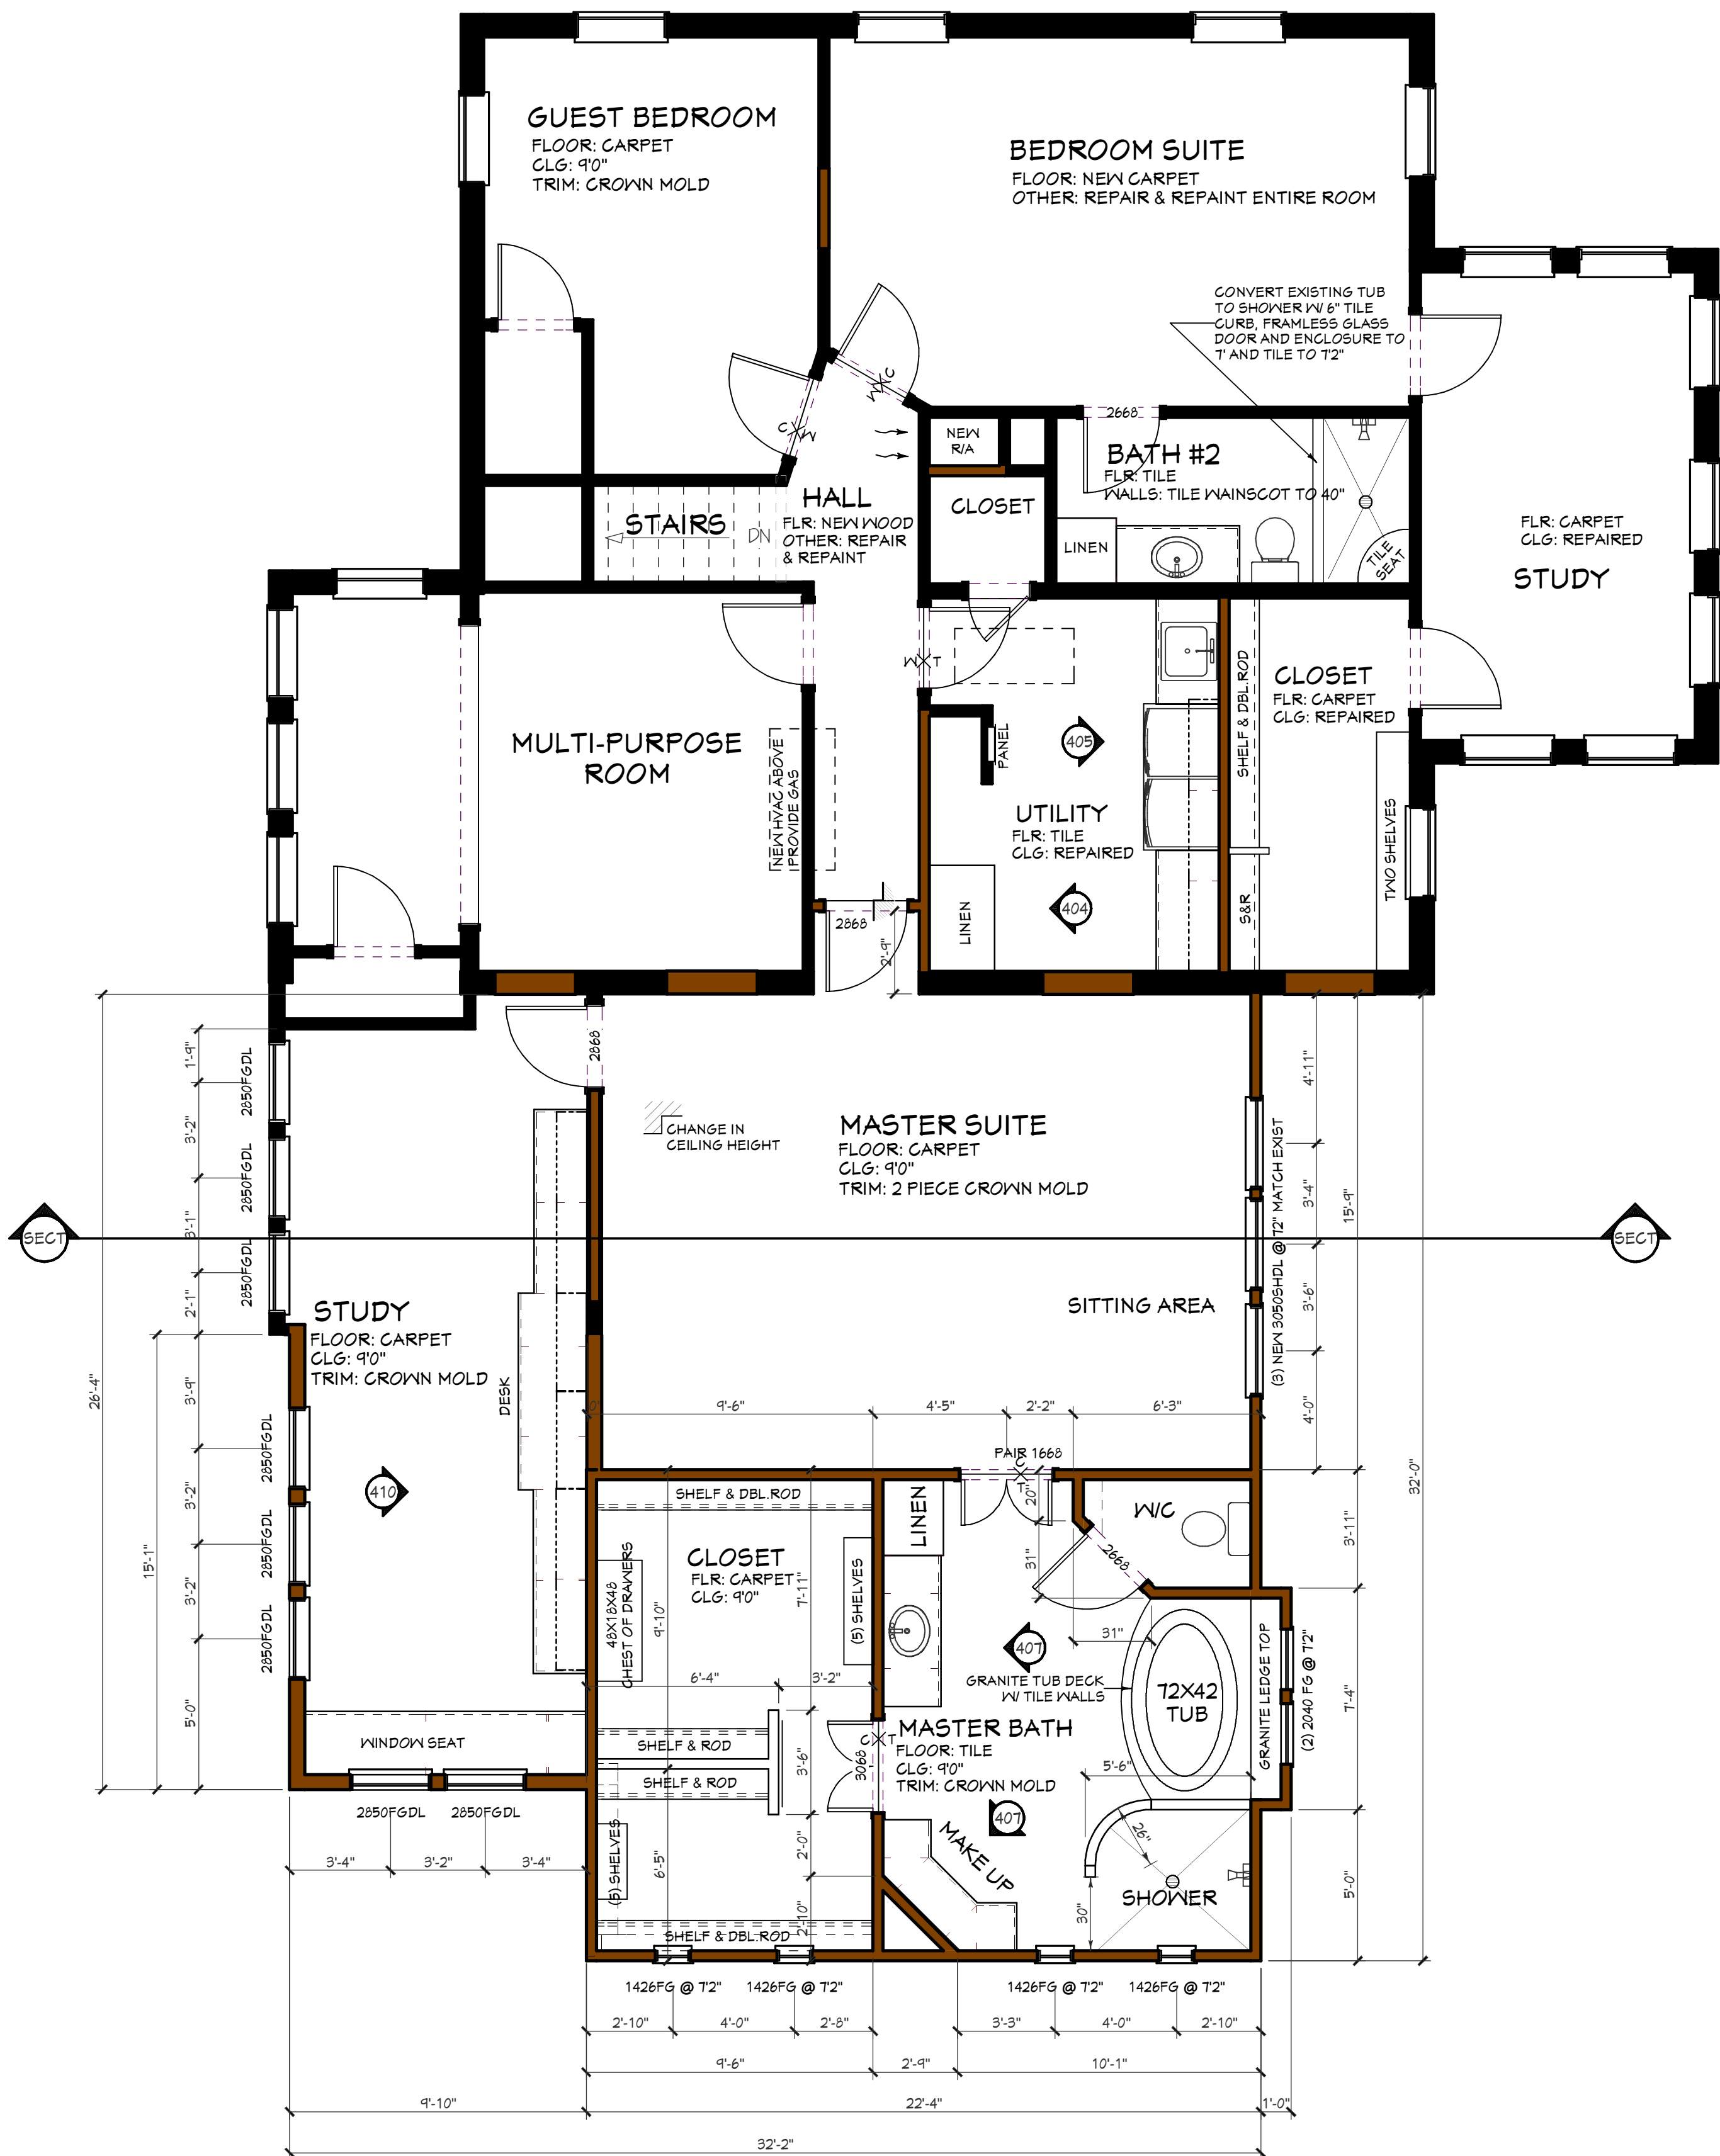 GUEST BEDROOM
FLOOR: CARPET
CLG: 9'0"
TRIM: CROWN MOLD
BEDROOM SUITE
FLOOR: NEW CARPET
OTHER: REPAIR & REPAINT ENTIRE ROOM
CONVERT EXISTING TUB
TO SHOWER W/ 6" TILE
CURB, FRAMLESS GLASS
DOOR AND ENCLOSURE TO
7' AND TILE TO 7'2"
W C
C W
2668
NEW
R/A
BATH #2
FLR: TILE
WALLS: TILE WAINSCOT TO 40"
LINEN
TILE
SEAT
CLOSET
HALL
FLR: NEW WOOD
OTHER: REPAIR
& REPAINT
STAIRS
DN
FLR: CARPET
CLG: REPAIRED
STUDY
W T
MULTI-PURPOSE
ROOM
NEW HVAC ABOVE
PROVIDE GAS
PANEL
405
UTILITY
FLR: TILE
CLG: REPAIRED
404
LINEN
SHELF & DBL.ROD
S&R
CLOSET
FLR: CARPET
CLG: REPAIRED
TWO SHELVES
2868
2'-9"
2868
CHANGE IN
CEILING HEIGHT
MASTER SUITE
FLOOR: CARPET
CLG: 9'0"
TRIM: 2 PIECE CROWN MOLD
SITTING AREA
SECT
SECT
26'-4"
15'-1"
1'-9"
3'-2"
3'-1"
2'-1"
3'-9"
3'-2"
3'-2"
5'-0"
2850FGDL
2850FGDL
2850FGDL
2850FGDL
2850FGDL
2850FGDL
STUDY
FLOOR: CARPET
CLG: 9'0"
TRIM: CROWN MOLD
DESK
410
WINDOW SEAT
2850FGDL
2850FGDL
3'-4"
3'-2"
3'-4"
(3) NEW 3050SHDL @ 72" MATCH EXIST
4'-11"
3'-4"
3'-6"
4'-0"
15'-9"
32'-0"
3'-11"
7'-4"
5'-0"
9'-6"
4'-5"
2'-2"
6'-3"
PAIR 1668
C
T
20"
31"
W/C
2668
31"
SHELF & DBL.ROD
CLOSET
FLR: CARPET
CLG: 9'0"
48X18X48
CHEST OF DRAWERS
9'-10"
7'-11"
(5) SHELVES
6'-4"
3'-2"
SHELF & ROD
SHELF & ROD
3'-6"
3068
C T
(5) SHELVES
6'-5"
2'-0"
2'-10"
SHELF & DBL.ROD
LINEN
407
GRANITE TUB DECK
W/ TILE WALLS
72X42
TUB
GRANITE LEDGE TOP
(2) 2040 FG @ 7'2"
MASTER BATH
FLOOR: TILE
CLG: 9'0"
TRIM: CROWN MOLD
407
5'-6"
26"
MAKE UP
30"
SHOWER
1426FG @ 7'2"
1426FG @ 7'2"
1426FG @ 7'2"
1426FG @ 7'2"
2'-10"
4'-0"
2'-8"
3'-3"
4'-0"
2'-10"
9'-6"
2'-9"
10'-1"
9'-10"
22'-4"
1'-0"
32'-2"